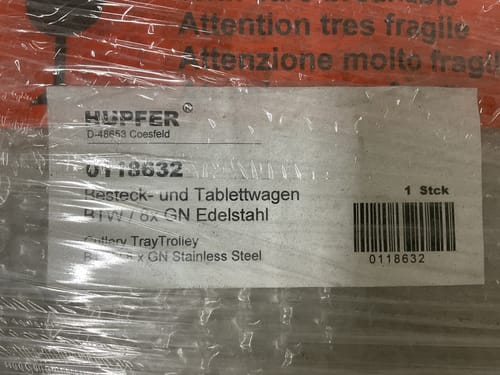 Attention tres fragile
Attenzione molto fragil
HUPFER
D-48653 Coesfeld
0118632
Besteck- und Tablettwagen
BTW / 8x GN Edelstahl
1 Stck
Cutlery TrayTrolley
x GN Stainless Steel
0118632